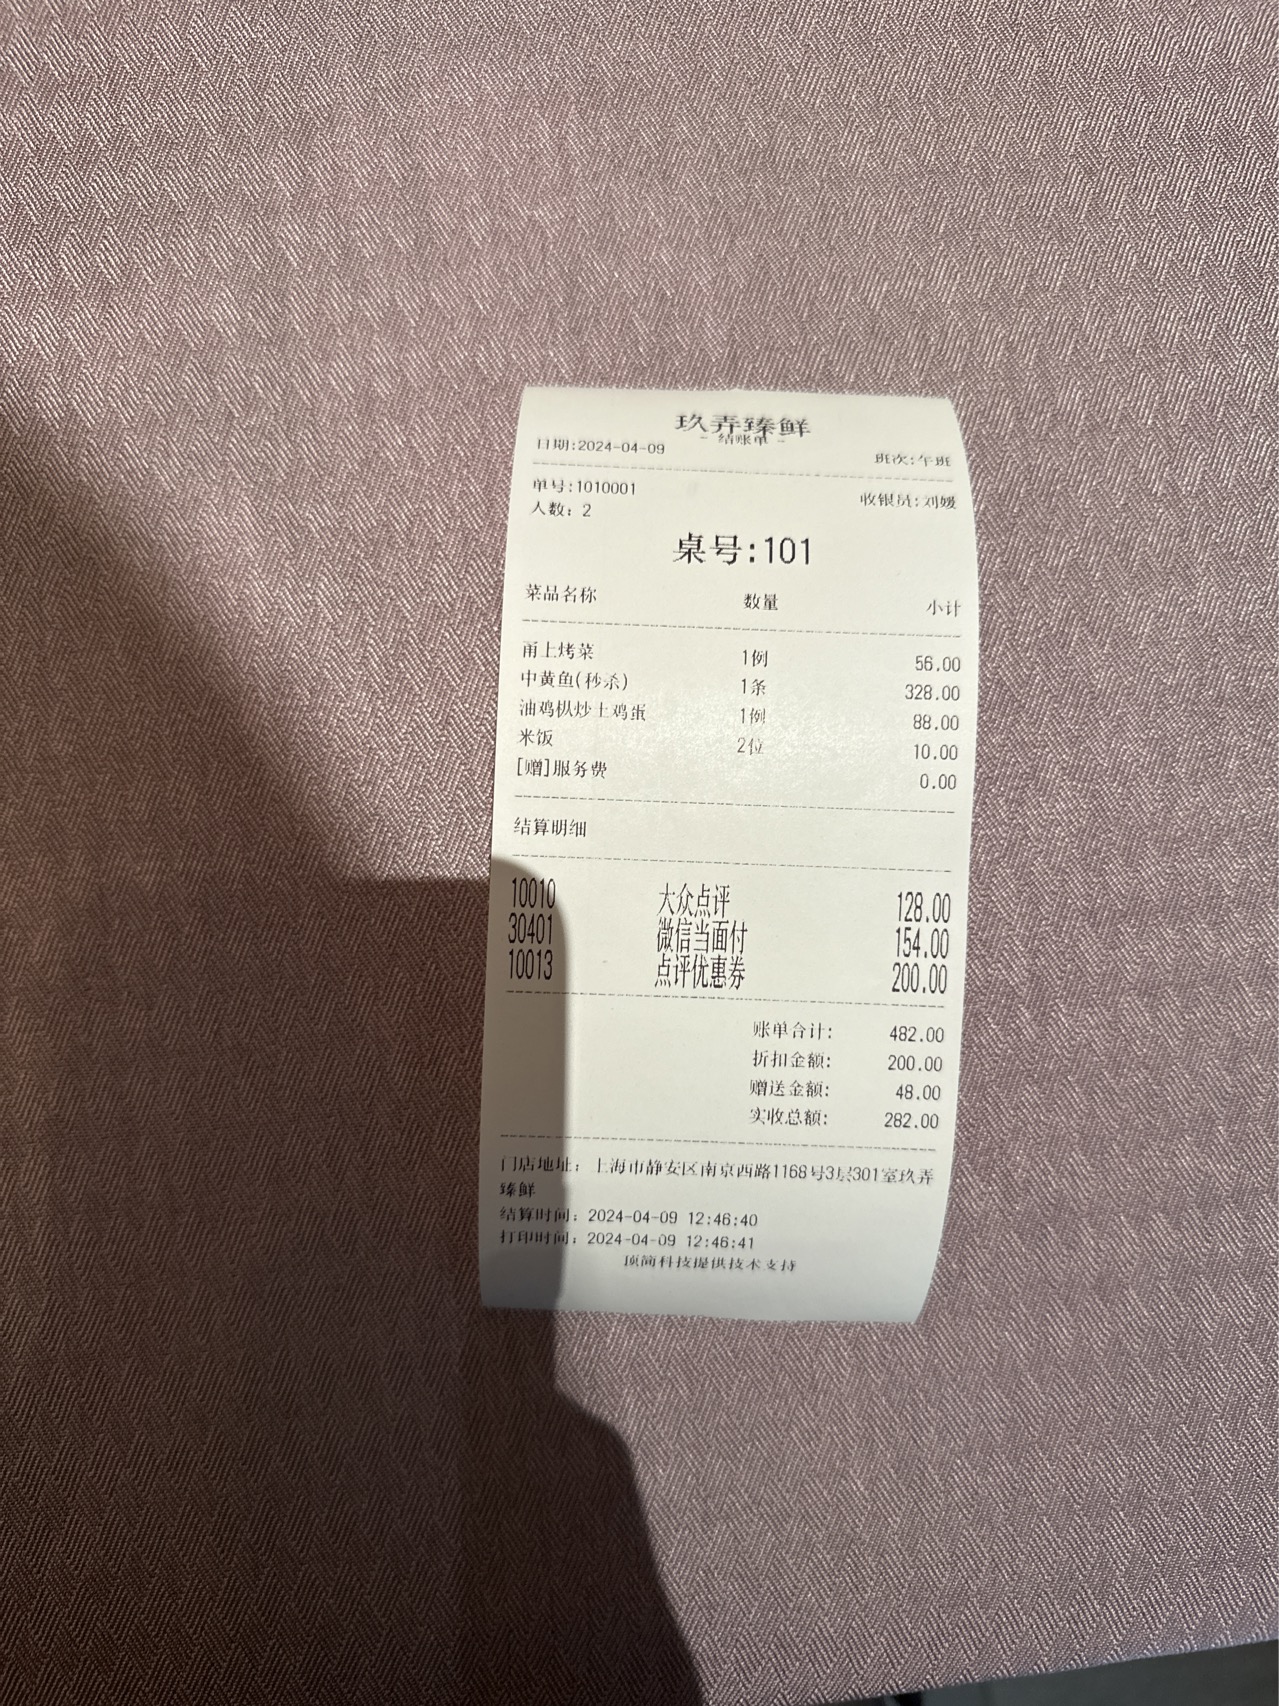 玖弄臻鲜
- 结账单 -
日期:2024-04-09 班次:午班
单号:1010001 收银员:刘媛
人数: 2
桌号:101
菜品名称 数量 小计
甬上烤菜 1例 56.00
中黄鱼(秒杀) 1条 328.00
油鸡枞炒土鸡蛋 1例 88.00
米饭 2位 10.00
[赠]服务费 0.00
结算明细
10010 大众点评 128.00
30401 微信当面付 154.00
10013 点评优惠券 200.00
账单合计: 482.00
折扣金额: 200.00
赠送金额: 48.00
实收总额: 282.00
门店地址: 上海市静安区南京西路1168号3层301室玖弄
臻鲜
结算时间: 2024-04-09 12:46:40
打印时间: 2024-04-09 12:46:41
顶简科技提供技术支持